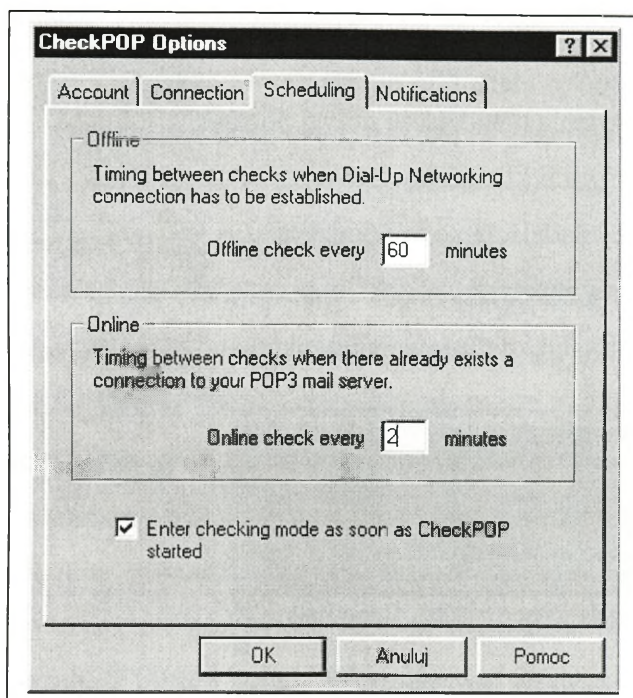 CheckPOP Options
Account Connection Scheduling Notifications
Offline
Timing between checks when Dial-Up Networking
connection has to be established.
Offline check every 60 minutes
Online
Timing between checks when there already exists a
connection to your POP3 mail server.
Online check every 2 minutes
Enter checking mode as soon as CheckPOP
started
OK Anuluj Pomoc